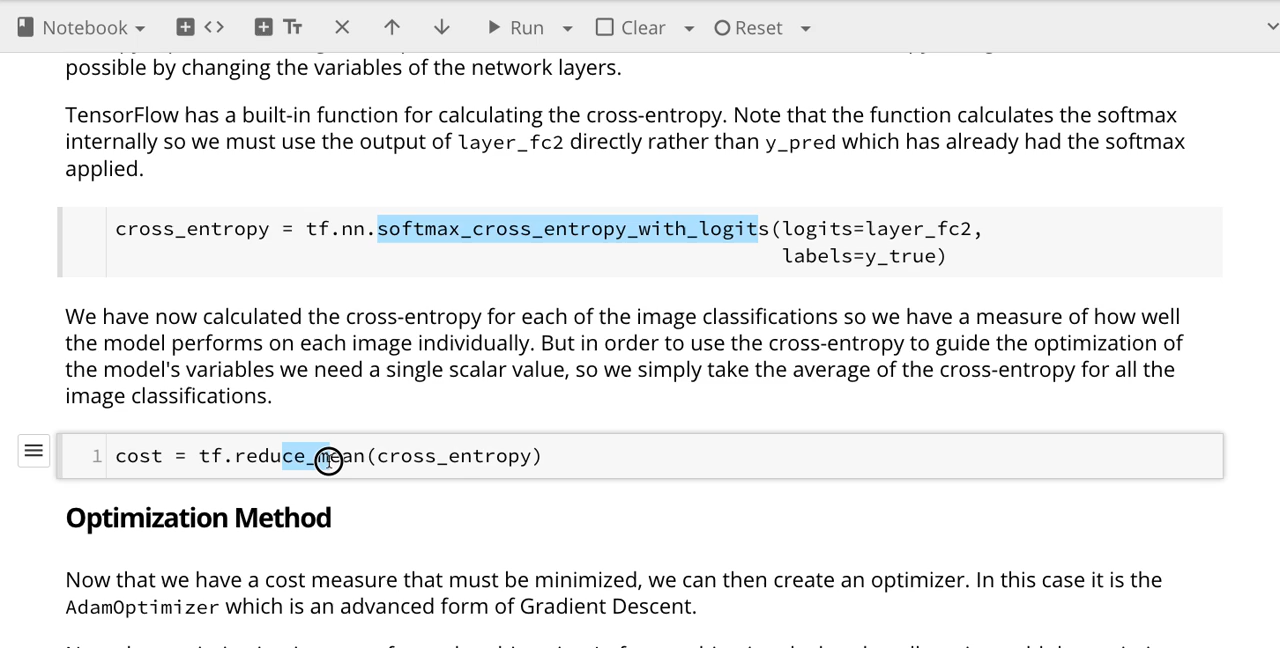 Notebook Run Clear Reset
possible by changing the variables of the network layers.
TensorFlow has a built-in function for calculating the cross-entropy. Note that the function calculates the softmax
internally so we must use the output of layer_fc2 directly rather than y_pred which has already had the softmax
applied.
cross_entropy = tf.nn.softmax_cross_entropy_with_logits(logits=layer_fc2,
labels=y_true)
We have now calculated the cross-entropy for each of the image classifications so we have a measure of how well
the model performs on each image individually. But in order to use the cross-entropy to guide the optimization of
the model's variables we need a single scalar value, so we simply take the average of the cross-entropy for all the
image classifications.
1 cost = tf.reduce_mean(cross_entropy)
Optimization Method
Now that we have a cost measure that must be minimized, we can then create an optimizer. In this case it is the
AdamOptimizer which is an advanced form of Gradient Descent.